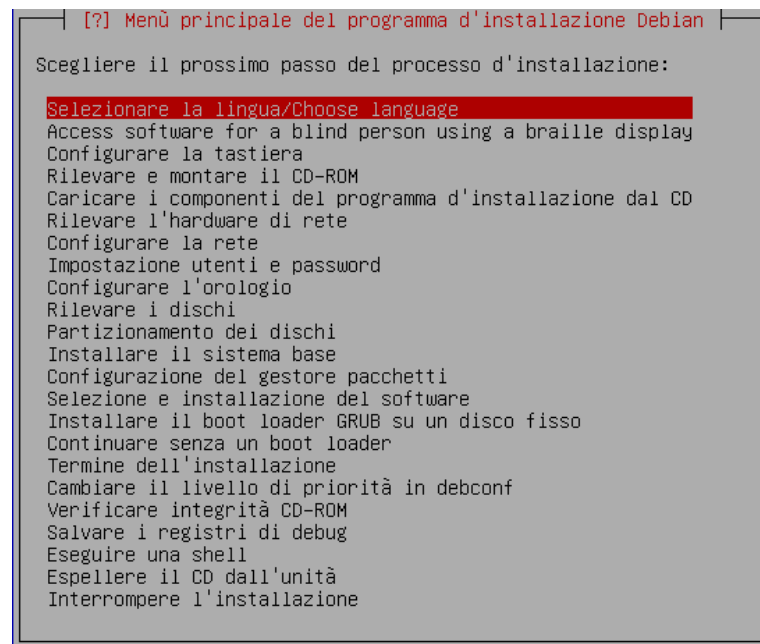 [?] Menù principale del programma d'installazione Debian
Scegliere il prossimo passo del processo d'installazione:
Selezionare la lingua/Choose language
Access software for a blind person using a braille display
Configurare la tastiera
Rilevare e montare il CD-ROM
Caricare i componenti del programma d'installazione dal CD
Rilevare l'hardware di rete
Configurare la rete
Impostazione utenti e password
Configurare l'orologio
Rilevare i dischi
Partizionamento dei dischi
Installare il sistema base
Configurazione del gestore pacchetti
Selezione e installazione del software
Installare il boot loader GRUB su un disco fisso
Continuare senza un boot loader
Termine dell'installazione
Cambiare il livello di priorità in debconf
Verificare integrità CD-ROM
Salvare i registri di debug
Eseguire una shell
Espellere il CD dall'unità
Interrompere l'installazione